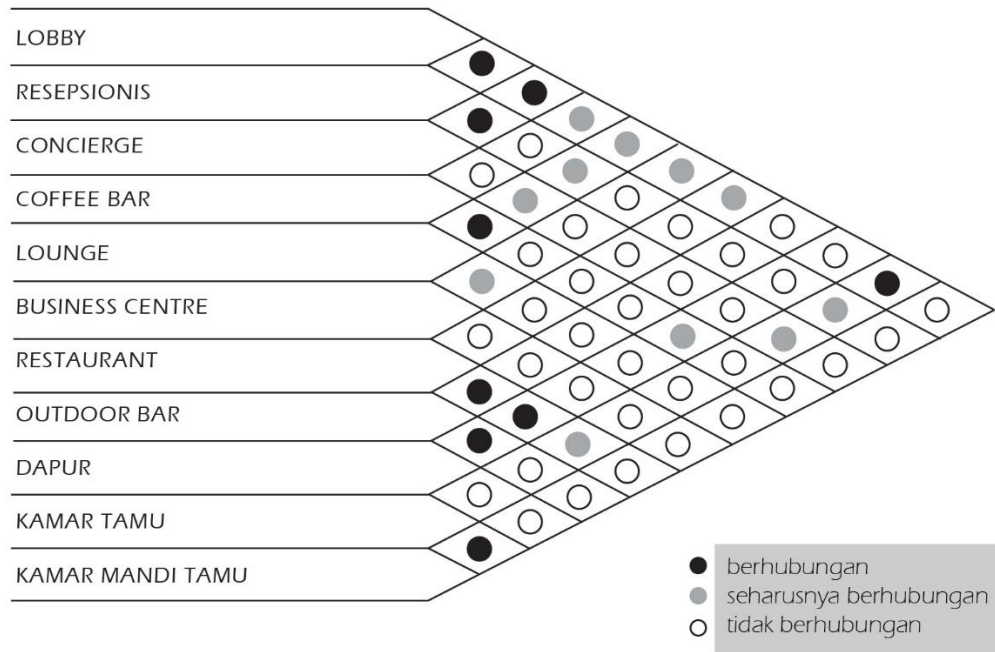 LOBBY
RESEPSIONIS
CONCIERGE
COFFEE BAR
LOUNGE
BUSINESS CENTRE
RESTAURANT
OUTDOOR BAR
DAPUR
KAMAR TAMU
KAMAR MANDI TAMU
berhubungan
seharusnya berhubungan
tidak berhubungan